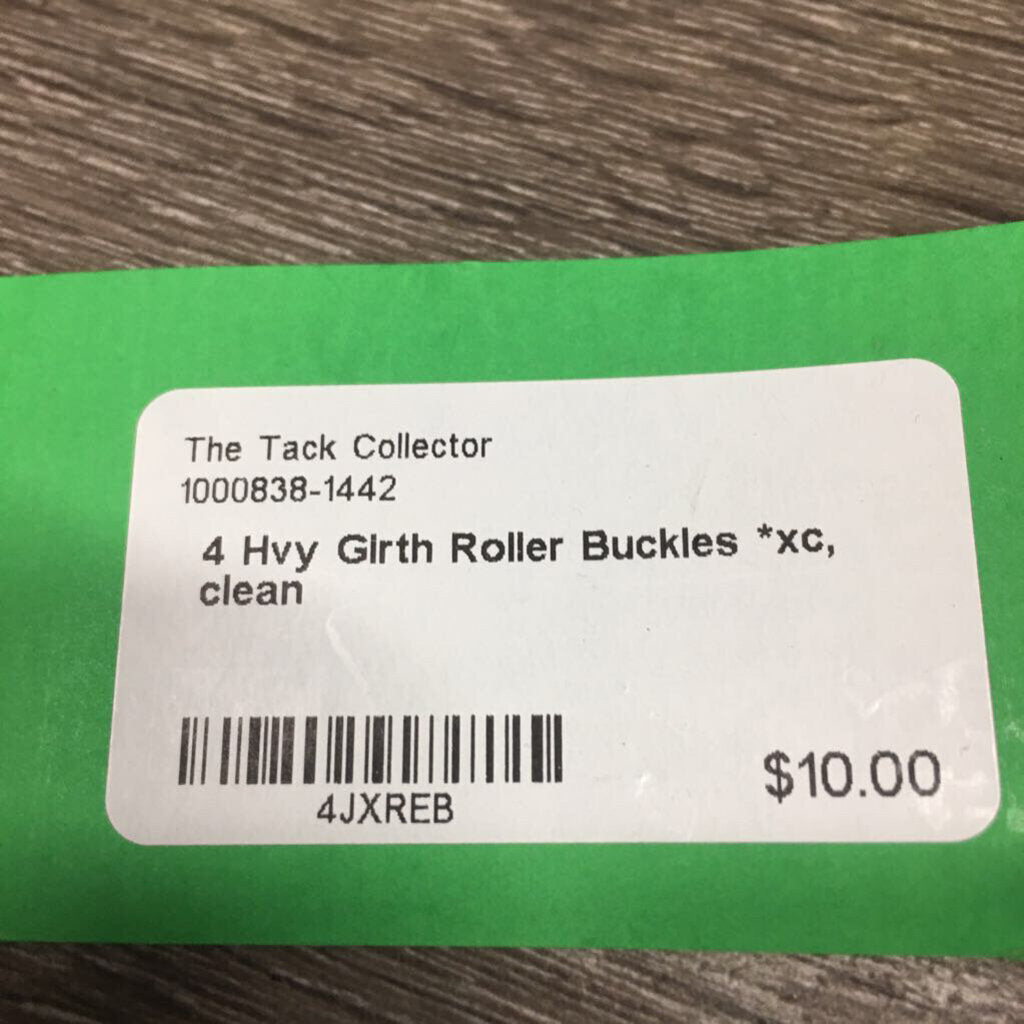 The Tack Collector
1000838-1442
4 Hvy Girth Roller Buckles *xc,
clean
4JXREB
$10.00